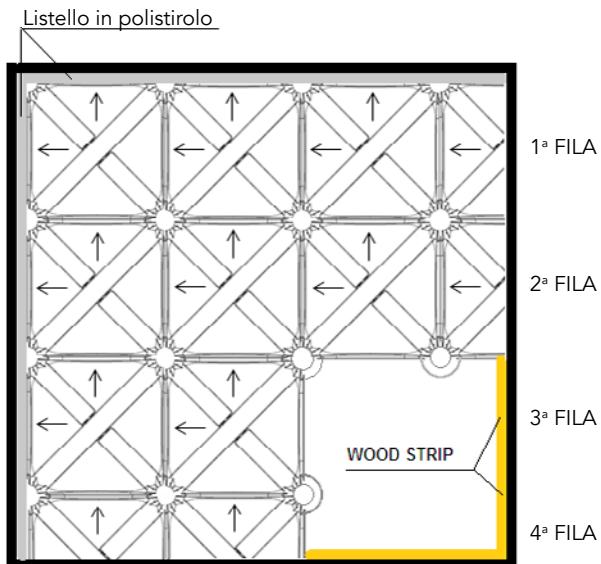 Listello in polistirolo
1ª FILA
2ª FILA
3ª FILA
WOOD STRIP
4ª FILA